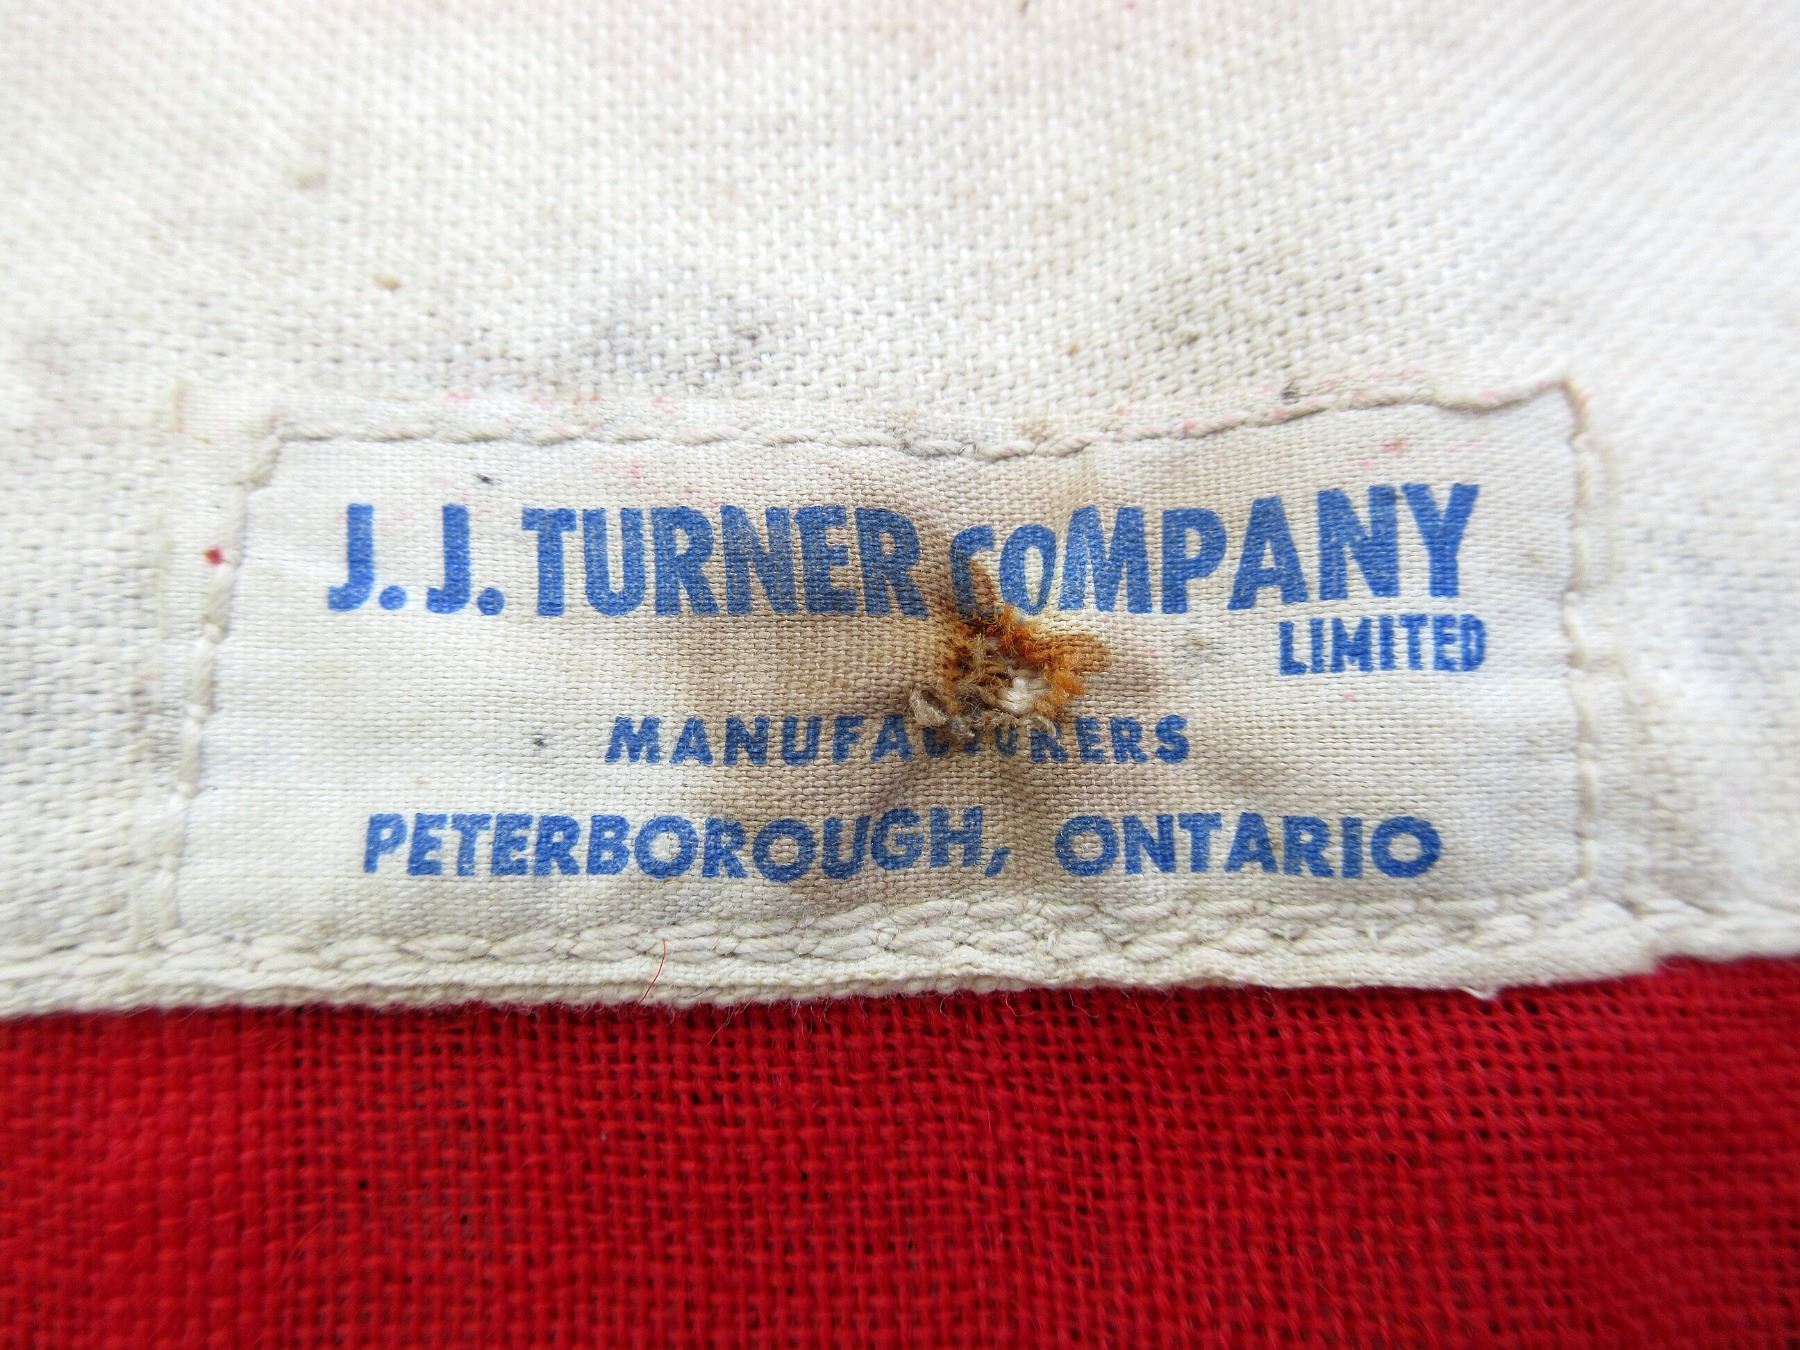 J. J. TURNER COMPANY
LIMITED
MANUFACTURERS
PETERBOROUGH, ONTARIO